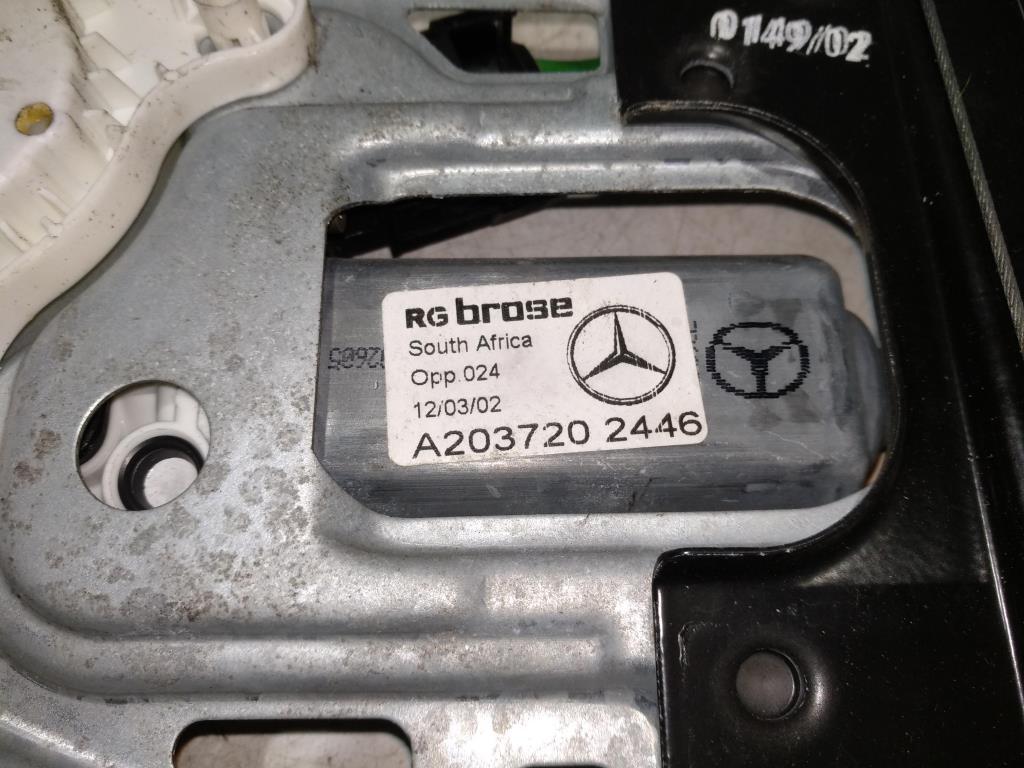 0149/02
RG brose
South Africa
Opp.024
12/03/02
A203720 2446